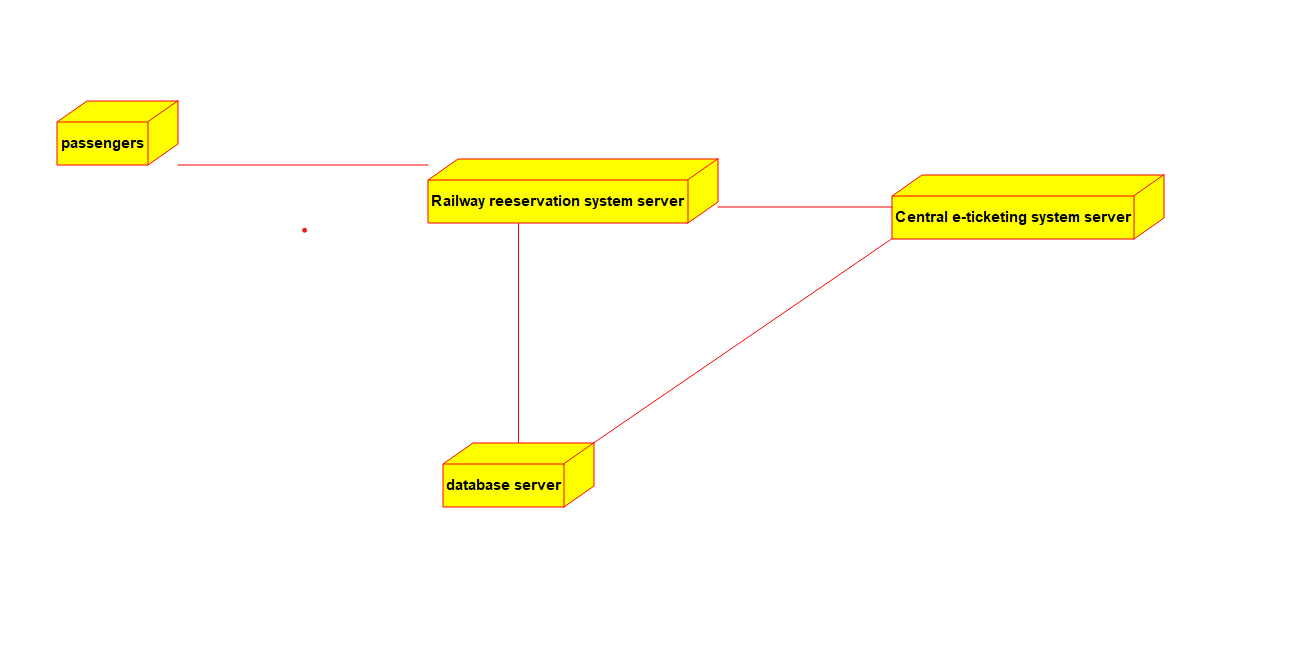 passengers
Railway reeservation system server
Central e-ticketing system server
database server